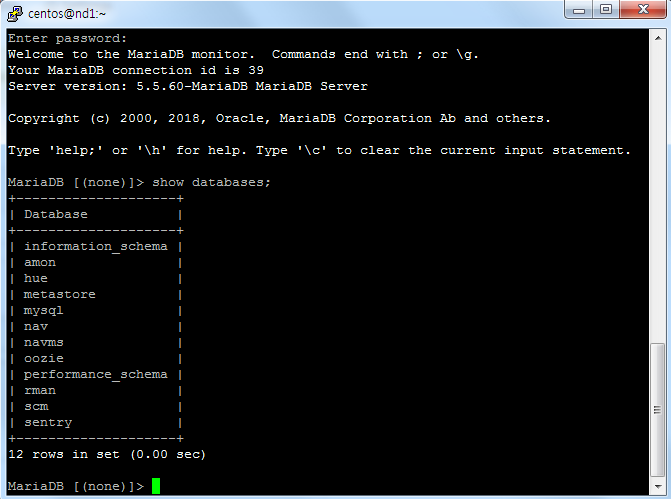 centos@nd1:~
Enter password:
Welcome to the MariaDB monitor.  Commands end with ; or \g.
Your MariaDB connection id is 39
Server version: 5.5.60-MariaDB MariaDB Server
Copyright (c) 2000, 2018, Oracle, MariaDB Corporation Ab and others.
Type 'help;' or '\h' for help. Type '\c' to clear the current input statement.
MariaDB [(none)]> show databases;
+--------------------+
| Database           |
+--------------------+
| information_schema |
| amon               |
| hue                |
| metastore          |
| mysql              |
| nav                |
| navms              |
| oozie              |
| performance_schema |
| rman               |
| scm                |
| sentry             |
+--------------------+
12 rows in set (0.00 sec)
MariaDB [(none)]>